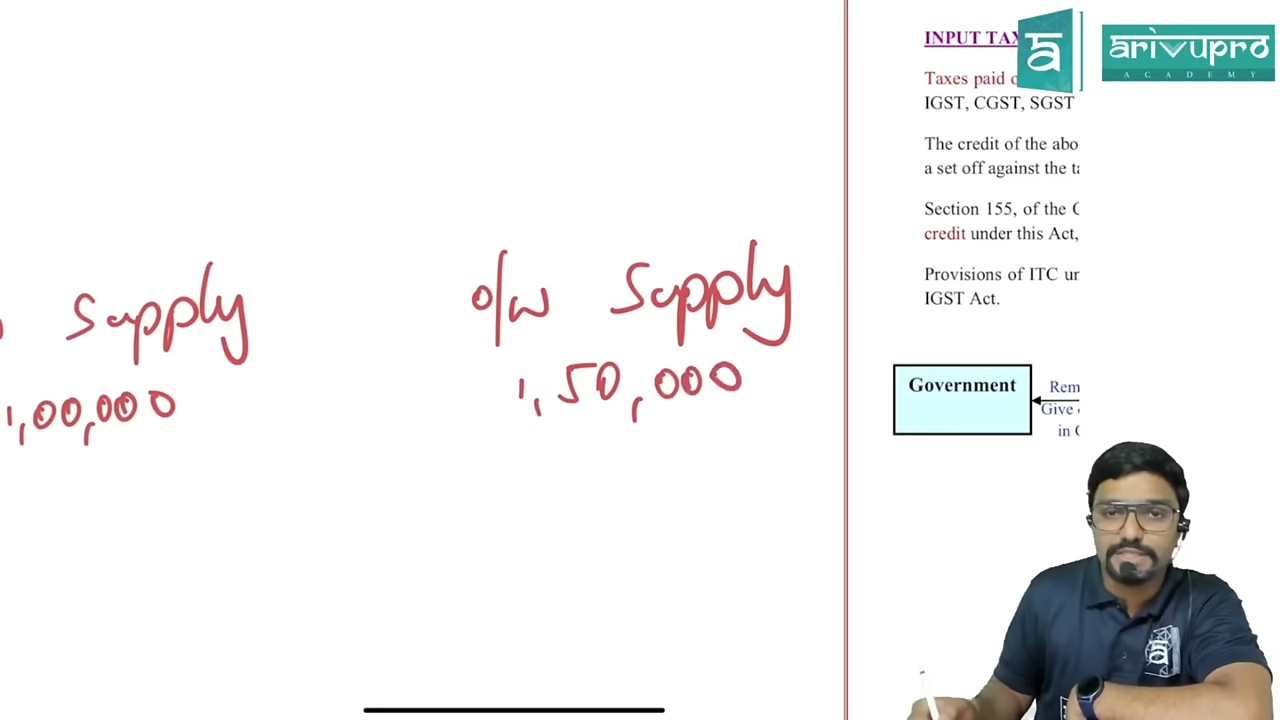 Supply
1,00,000
o/w Supply
1,50,000
INPUT TAX
Taxes paid
IGST, CGST, SGST
The credit of the abo
a set off against the ta
Section 155, of the
credit under this Act,
Provisions of ITC un
IGST Act.
Government
Rem
Give
in
arivupro
ACADEMY